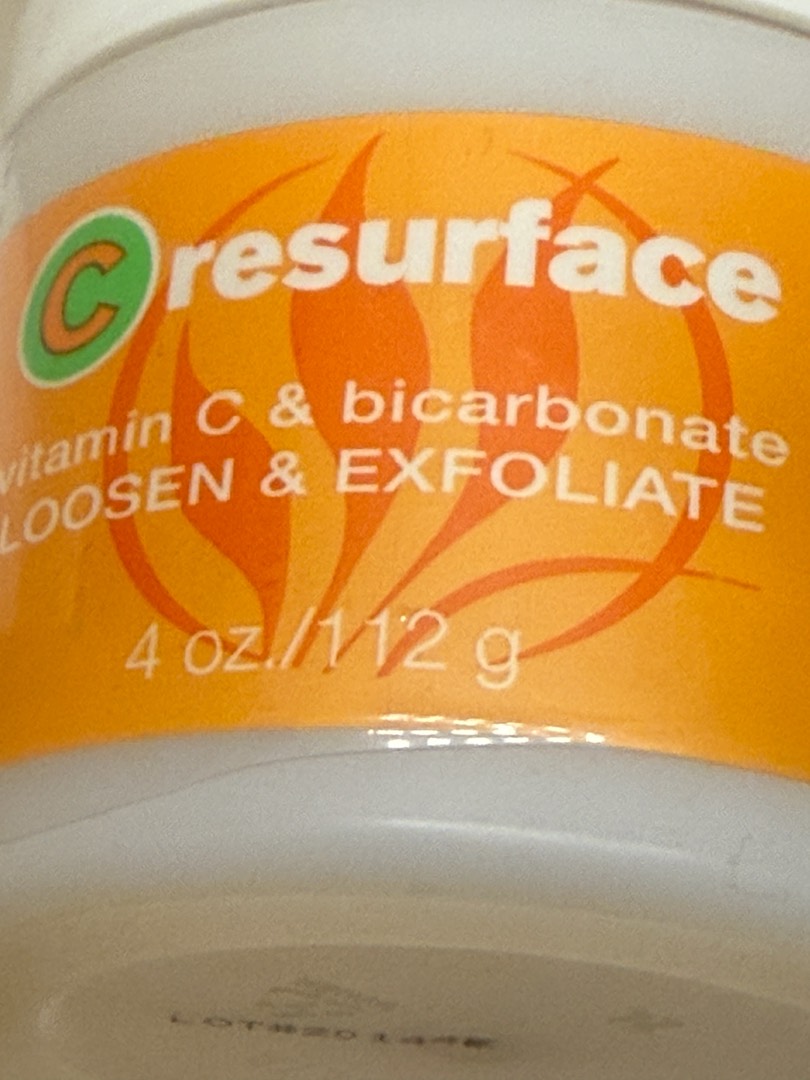 C resurface
vitamin C & bicarbonate
LOOSEN & EXFOLIATE
4 oz./112 g